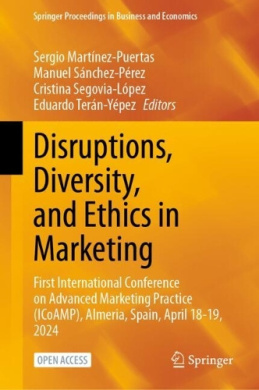 Springer Proceedings in Business and Economics
Sergio Martínez-Puertas
Manuel Sánchez-Pérez
Cristina Segovia-López
Eduardo Terán-Yépez Editors
Disruptions,
Diversity,
and Ethics in
Marketing
First International Conference
on Advanced Marketing Practice
(ICoAMP), Almeria, Spain, April 18-19,
2024
OPEN ACCESS
Springer